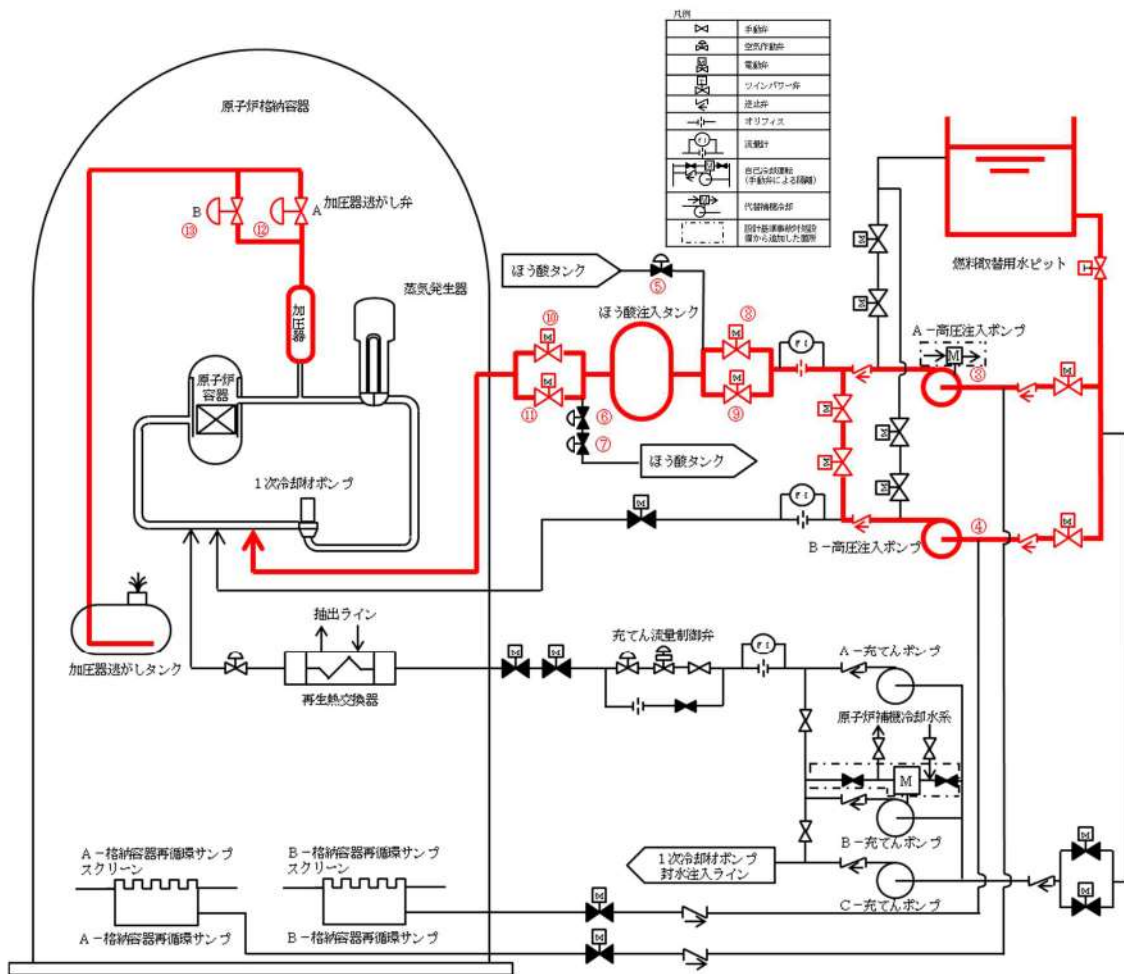 凡例
手動弁
空気作動弁
M
電動弁
ツインパワー弁
逆止弁
オリフィス
FI
流量計
自己冷却運転
(手動弁による隔離)
M
代替補機冷却
設計基準事故対処設
備から追加した箇所
原子炉格納容器
加圧器逃がし弁
B
A
⑬
⑫
加圧器
蒸気発生器
原子炉
容器
1次冷却材ポンプ
加圧器逃がしタンク
ほう酸タンク
⑤
ほう酸注入タンク
⑩
M
M
⑪
⑧
M
M
⑨
⑥
⑦
ほう酸タンク
FI
FI
M
M
M
M
M
M
M
燃料取替用水ピット
A-高圧注入ポンプ
M
③
M
B-高圧注入ポンプ
④
M
抽出ライン
再生熱交換器
充てん流量制御弁
FI
A-充てんポンプ
原子炉補機冷却水系
M
B-充てんポンプ
1次冷却材ポンプ
封水注入ライン
C-充てんポンプ
M
M
A-格納容器再循環サンプ
スクリーン
B-格納容器再循環サンプ
スクリーン
M
M
A-格納容器再循環サンプ
B-格納容器再循環サンプ